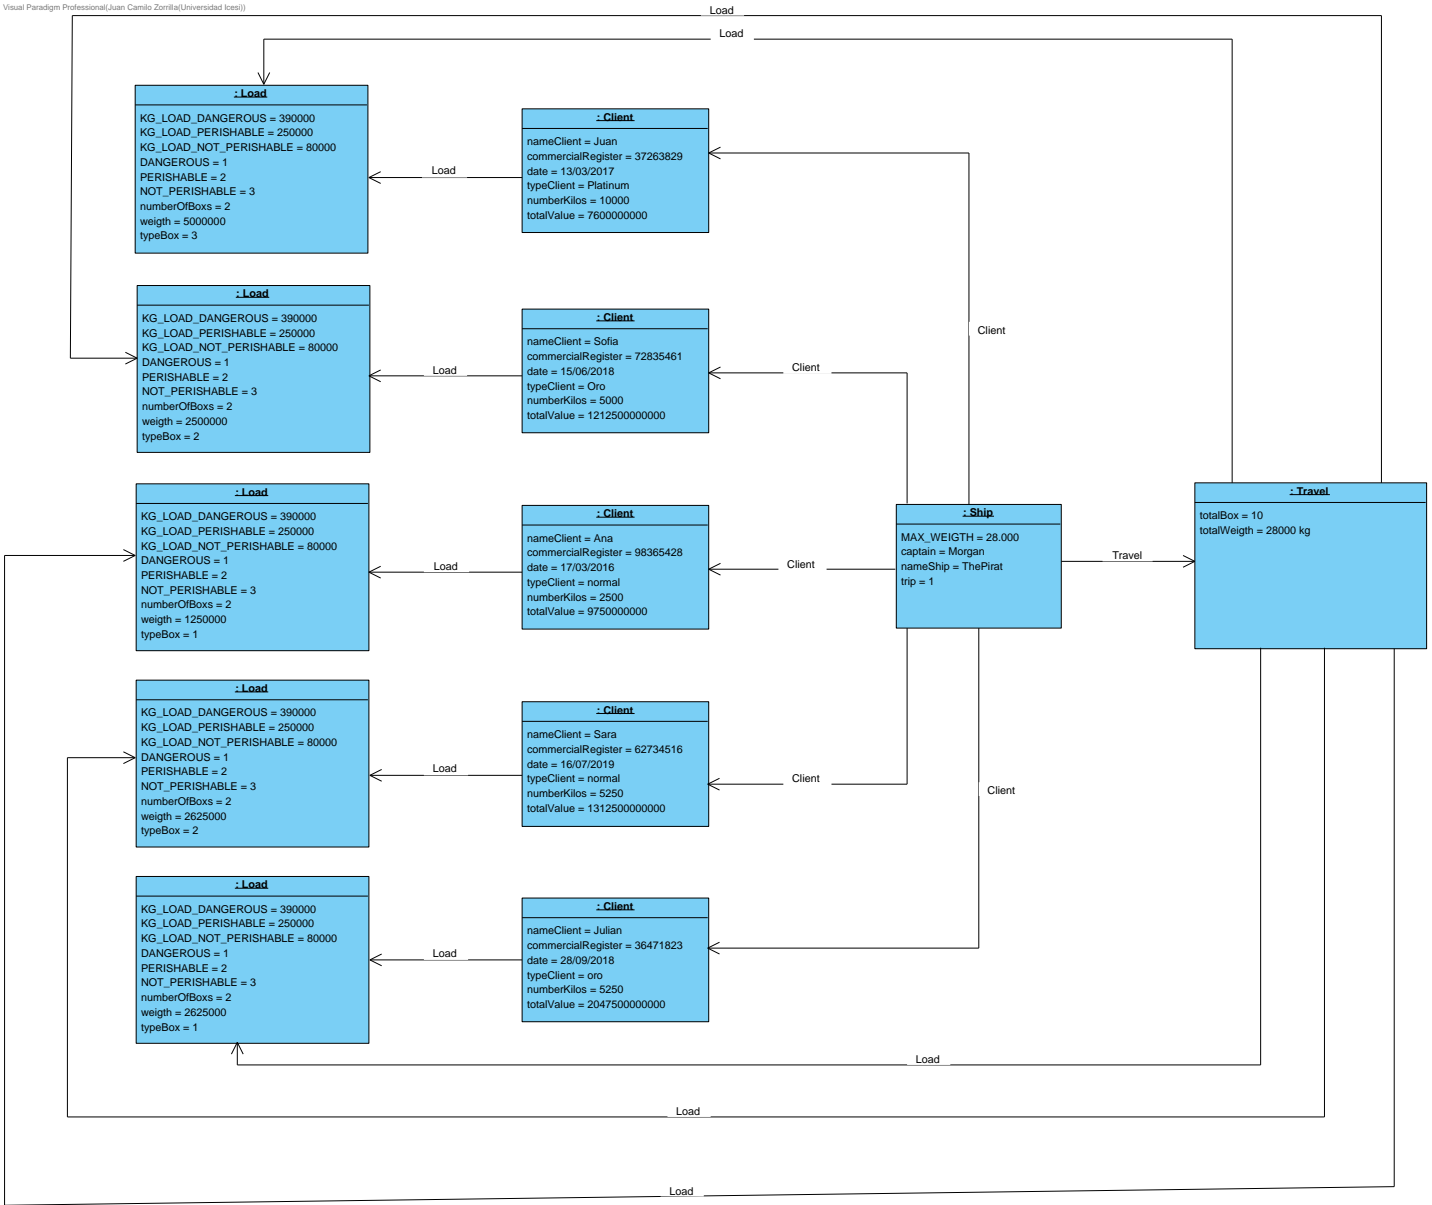 Visual Paradigm Professional(Juan Camilo Zorrilla(Universidad Icesi))
Load
Load
: Load
KG_LOAD_DANGEROUS = 390000
KG_LOAD_PERISHABLE = 250000
KG_LOAD_NOT_PERISHABLE = 80000
DANGEROUS = 1
PERISHABLE = 2
NOT_PERISHABLE = 3
numberOfBoxs = 2
weigth = 5000000
typeBox = 3
Load
: Client
nameClient = Juan
commercialRegister = 37263829
date = 13/03/2017
typeClient = Platinum
numberKilos = 10000
totalValue = 7600000000
Client
: Load
KG_LOAD_DANGEROUS = 390000
KG_LOAD_PERISHABLE = 250000
KG_LOAD_NOT_PERISHABLE = 80000
DANGEROUS = 1
PERISHABLE = 2
NOT_PERISHABLE = 3
numberOfBoxs = 2
weigth = 2500000
typeBox = 2
Load
: Client
nameClient = Sofia
commercialRegister = 72835461
date = 15/06/2018
typeClient = Oro
numberKilos = 5000
totalValue = 1212500000000
Client
: Load
KG_LOAD_DANGEROUS = 390000
KG_LOAD_PERISHABLE = 250000
KG_LOAD_NOT_PERISHABLE = 80000
DANGEROUS = 1
PERISHABLE = 2
NOT_PERISHABLE = 3
numberOfBoxs = 2
weigth = 1250000
typeBox = 1
Load
: Client
nameClient = Ana
commercialRegister = 98365428
date = 17/03/2016
typeClient = normal
numberKilos = 2500
totalValue = 9750000000
Client
: Ship
MAX_WEIGTH = 28.000
captain = Morgan
nameShip = ThePirat
trip = 1
Travel
: Travel
totalBox = 10
totalWeigth = 28000 kg
: Load
KG_LOAD_DANGEROUS = 390000
KG_LOAD_PERISHABLE = 250000
KG_LOAD_NOT_PERISHABLE = 80000
DANGEROUS = 1
PERISHABLE = 2
NOT_PERISHABLE = 3
numberOfBoxs = 2
weigth = 2625000
typeBox = 2
Load
: Client
nameClient = Sara
commercialRegister = 62734516
date = 16/07/2019
typeClient = normal
numberKilos = 5250
totalValue = 1312500000000
Client
Client
: Load
KG_LOAD_DANGEROUS = 390000
KG_LOAD_PERISHABLE = 250000
KG_LOAD_NOT_PERISHABLE = 80000
DANGEROUS = 1
PERISHABLE = 2
NOT_PERISHABLE = 3
numberOfBoxs = 2
weigth = 2625000
typeBox = 1
Load
: Client
nameClient = Julian
commercialRegister = 36471823
date = 28/09/2018
typeClient = oro
numberKilos = 5250
totalValue = 2047500000000
Load
Load
Load